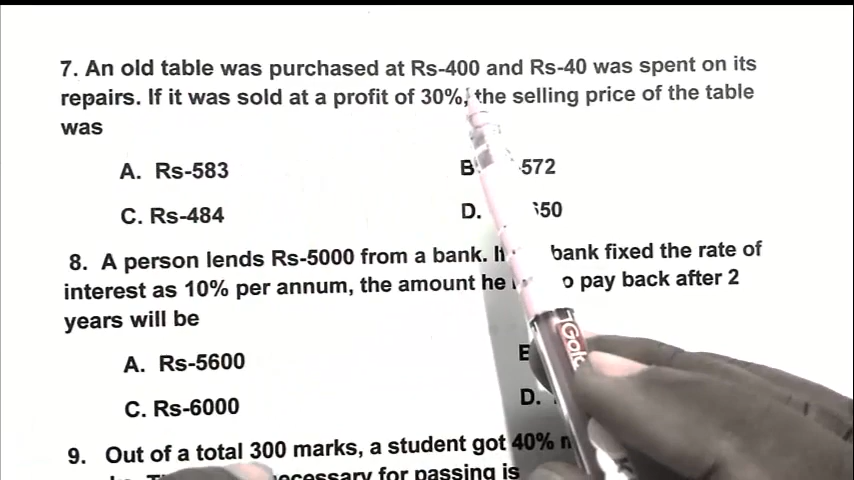 7. An old table was purchased at Rs-400 and Rs-40 was spent on its
repairs. If it was sold at a profit of 30%, the selling price of the table
was
A. Rs-583
B. -572
C. Rs-484
D. 650
8. A person lends Rs-5000 from a bank. bank fixed the rate of
interest as 10% per annum, the amount he pay back after 2
years will be
A. Rs-5600
C. Rs-6000
D.
9. Out of a total 300 marks, a student got 40%
for passing is